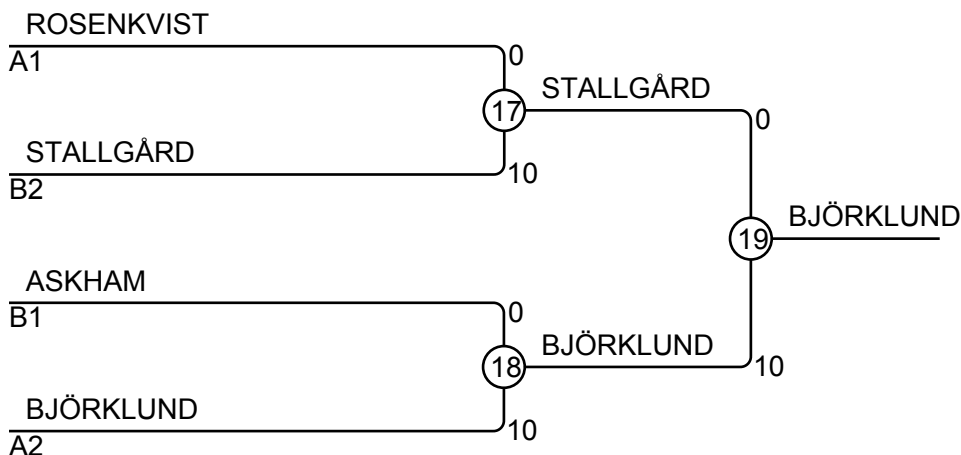 ROSENKVIST
A1
0
17
STALLGÅRD
STALLGÅRD
B2
10
0
19
BJÖRKLUND
ASKHAM
B1
0
18
BJÖRKLUND
10
BJÖRKLUND
A2
10